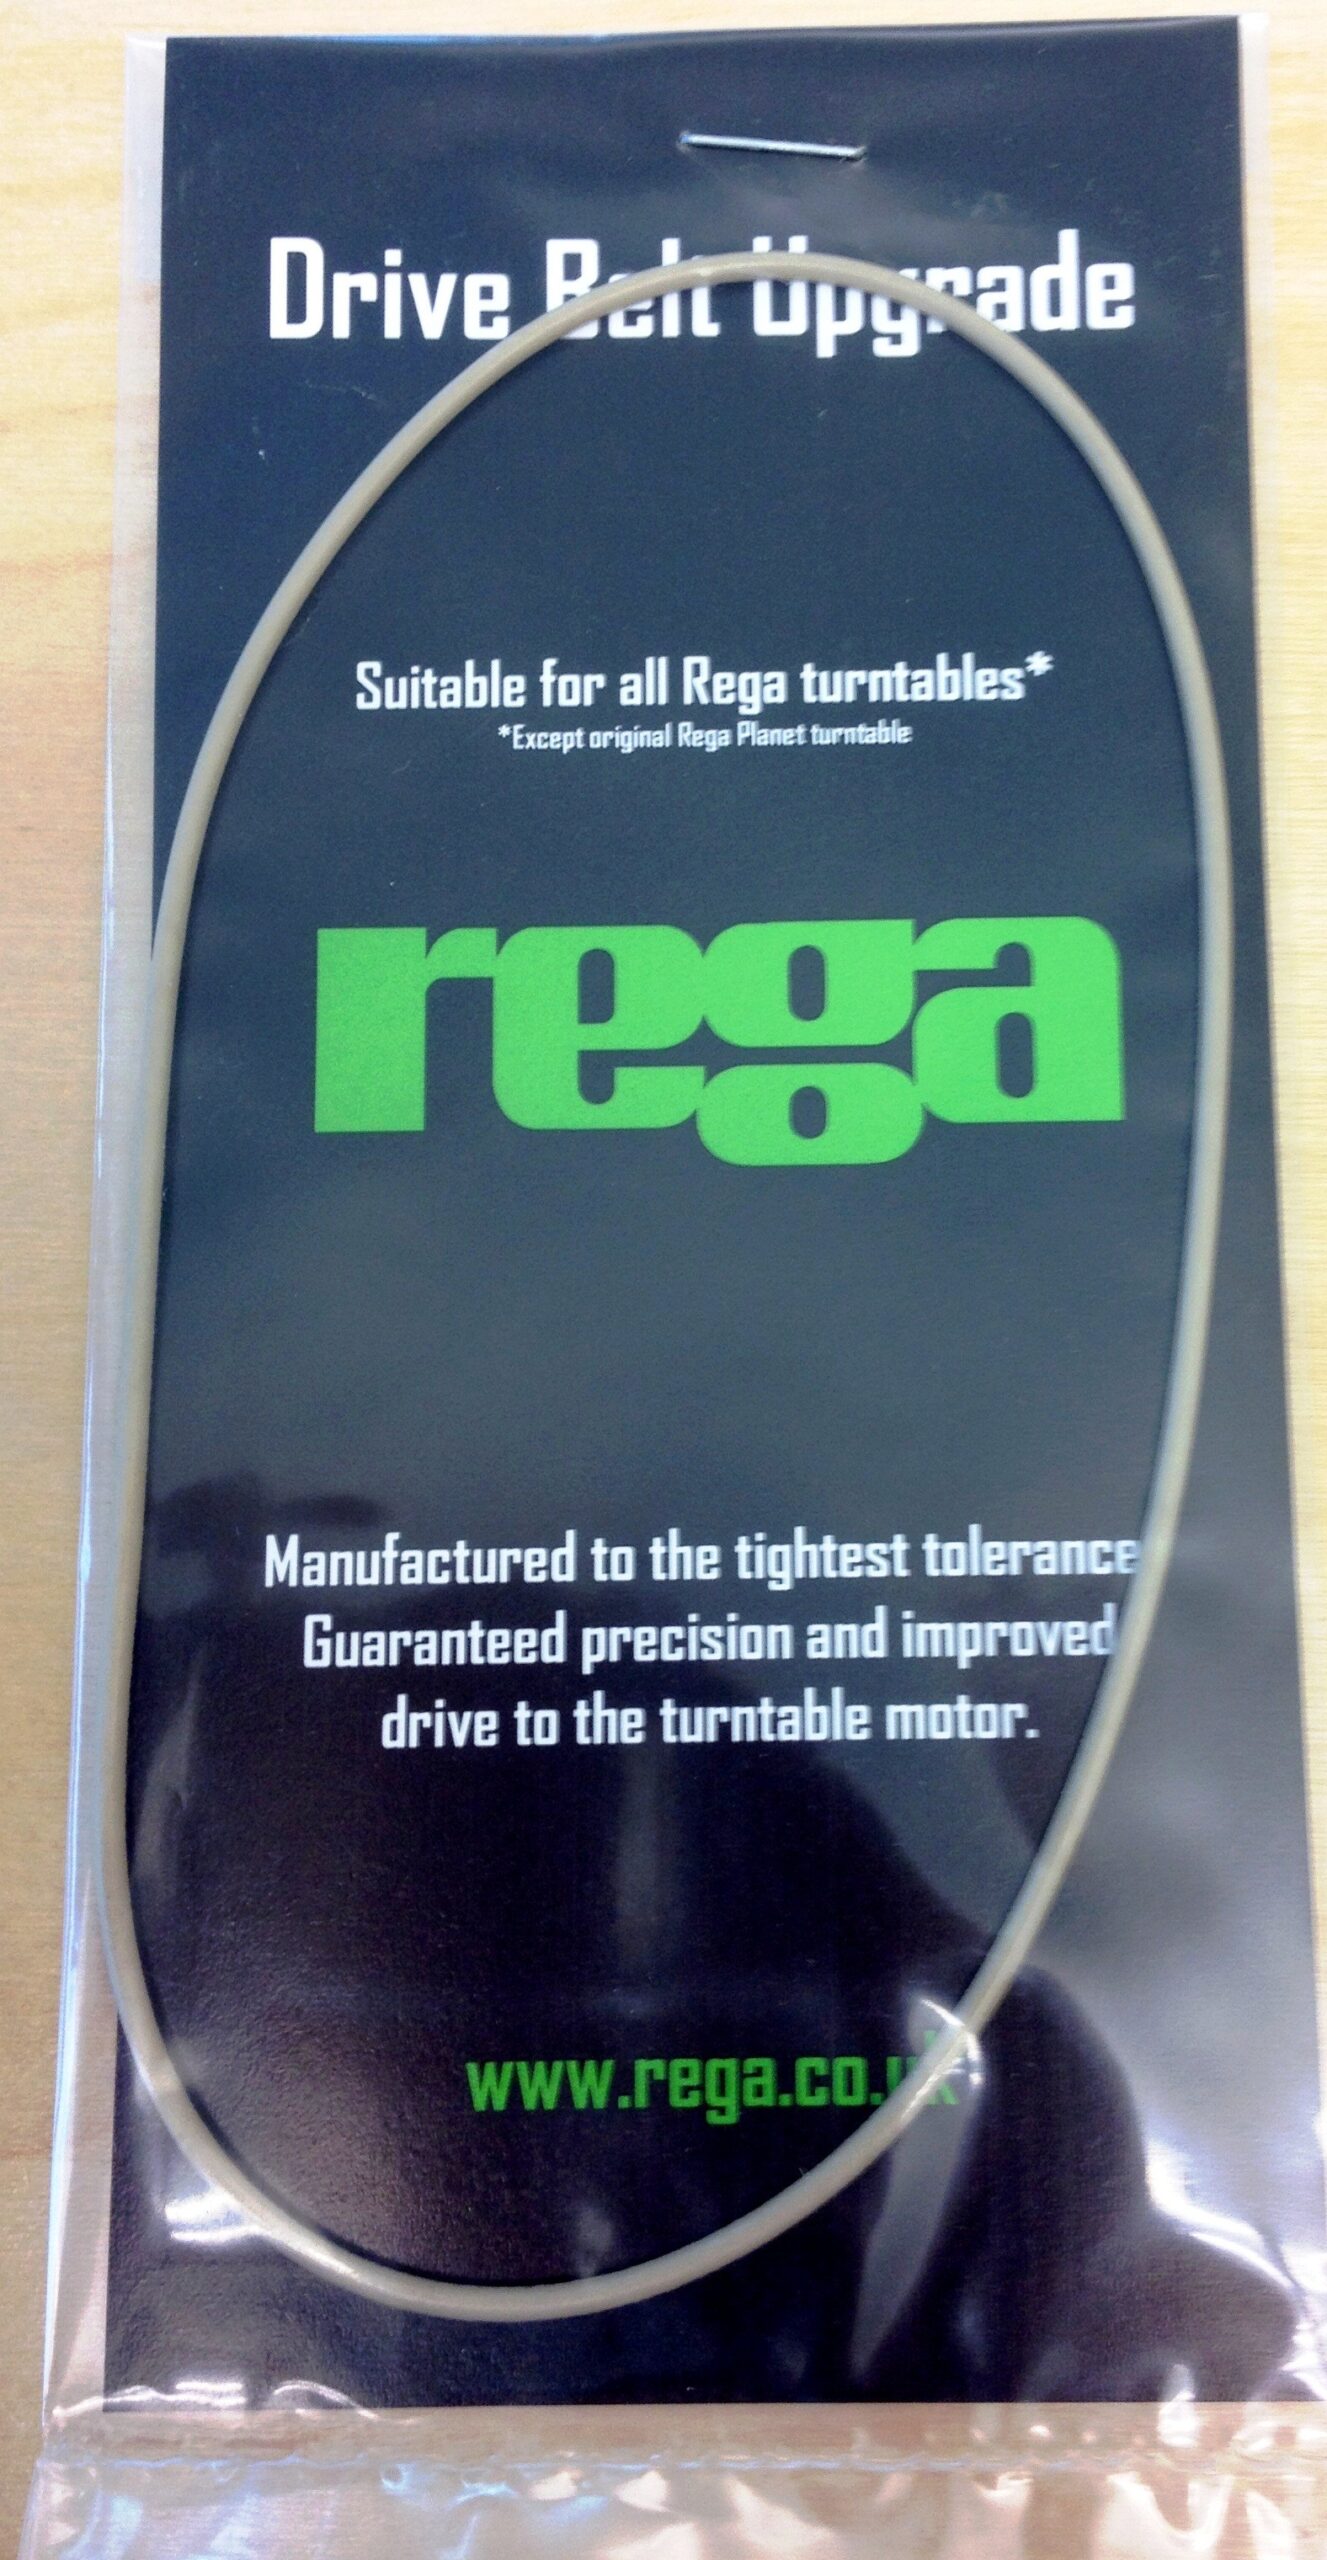 Drive Belt Upgrade
Suitable for all Rega turntables*
*Except original Rega Planet turntable
rega
Manufactured to the tightest tolerance
Guaranteed precision and improved
drive to the turntable motor.
www.rega.co.uk